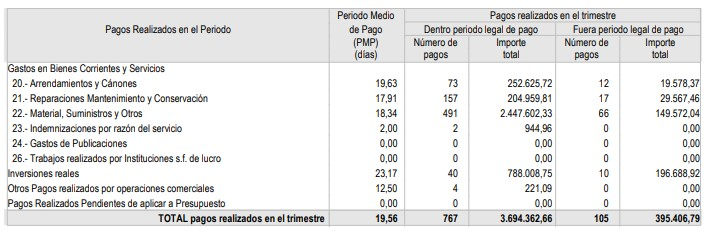 Pagos Realizados en el Periodo Periodo Medio de Pago (PMP) (días) Pagos realizados en el trimestre
Dentro periodo legal de pago Fuera periodo legal de pago
Número de pagos Importe total Número de pagos Importe total
Gastos en Bienes Corrientes y Servicios
20.- Arrendamientos y Cánones 19,63 73 252.625,72 12 19.578,37
21.- Reparaciones Mantenimiento y Conservación 17,91 157 204.959,81 17 29.567,46
22.- Material, Suministros y Otros 18,34 491 2.447.602,33 66 149.572,04
23.- Indemnizaciones por razón del servicio 2,00 2 944,96 0 0,00
24.- Gastos de Publicaciones 0,00 0 0,00 0 0,00
26.- Trabajos realizados por Instituciones s.f. de lucro 0,00 0 0,00 0 0,00
Inversiones reales 23,17 40 788.008,75 10 196.688,92
Otros Pagos realizados por operaciones comerciales 12,50 4 221,09 0 0,00
Pagos Realizados Pendientes de aplicar a Presupuesto 0,00 0 0,00 0 0,00
TOTAL pagos realizados en el trimestre 19,56 767 3.694.362,66 105 395.406,79